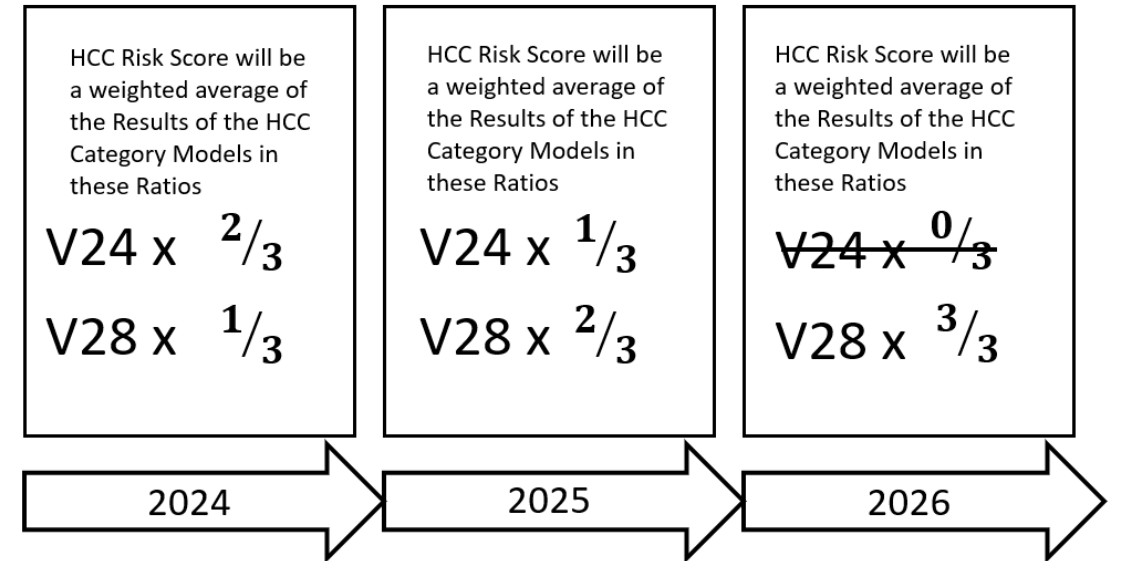 HCC Risk Score will be
a weighted average of
the Results of the HCC
Category Models in
these Ratios
V24 x 2/3
V28 x 1/3
HCC Risk Score will be
a weighted average of
the Results of the HCC
Category Models in
these Ratios
V24 x 1/3
V28 x 2/3
HCC Risk Score will be
a weighted average of
the Results of the HCC
Category Models in
these Ratios
V24 x 0/3
V28 x 3/3
2024
2025
2026